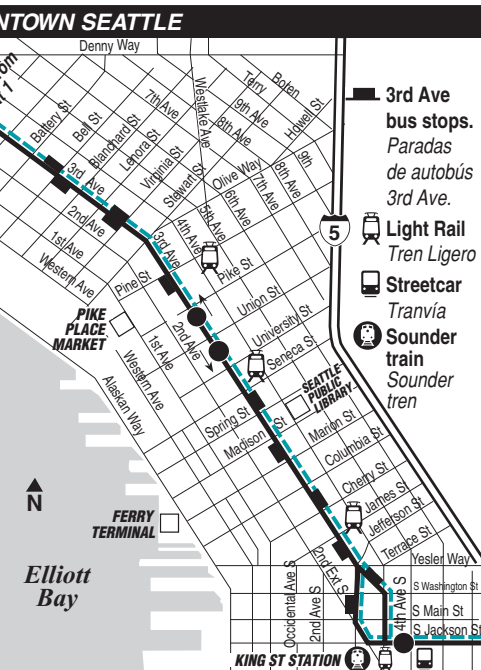 NTOWN SEATTLE
Denny Way
om
Westlake Ave
Terry
Boren
7th Ave
9th Ave
8th Ave
Howell St
Battery St
Bell St
Blanchard St
Lenora St
Virginia St
Stewart St
Olive Way
9th
8th Ave
7th Ave
6th Ave
5th Ave
4th Ave
3rd Ave
3rd Ave
2nd Ave
1st Ave
Western Ave
Pine St
Pike St
Union St
University St
Seneca St
PIKE
PLACE
MARKET
2nd Ave
1st Ave
Western Ave
Alaskan Way
SEATTLE
PUBLIC
LIBRARY
Spring St
Madison St
Marion St
Columbia St
Cherry St
James St
Jefferson St
Terrace St
Yesler Way
N
FERRY
TERMINAL
Elliott
Bay
2nd Ext S
Occidental Ave S
2nd Ave S
4th Ave S
S Washington St
S Main St
S Jackson St
KING ST STATION
3rd Ave
bus stops.
Paradas
de autobús
3rd Ave.
5
Light Rail
Tren Ligero
Streetcar
Tranvía
Sounder
train
Sounder
tren